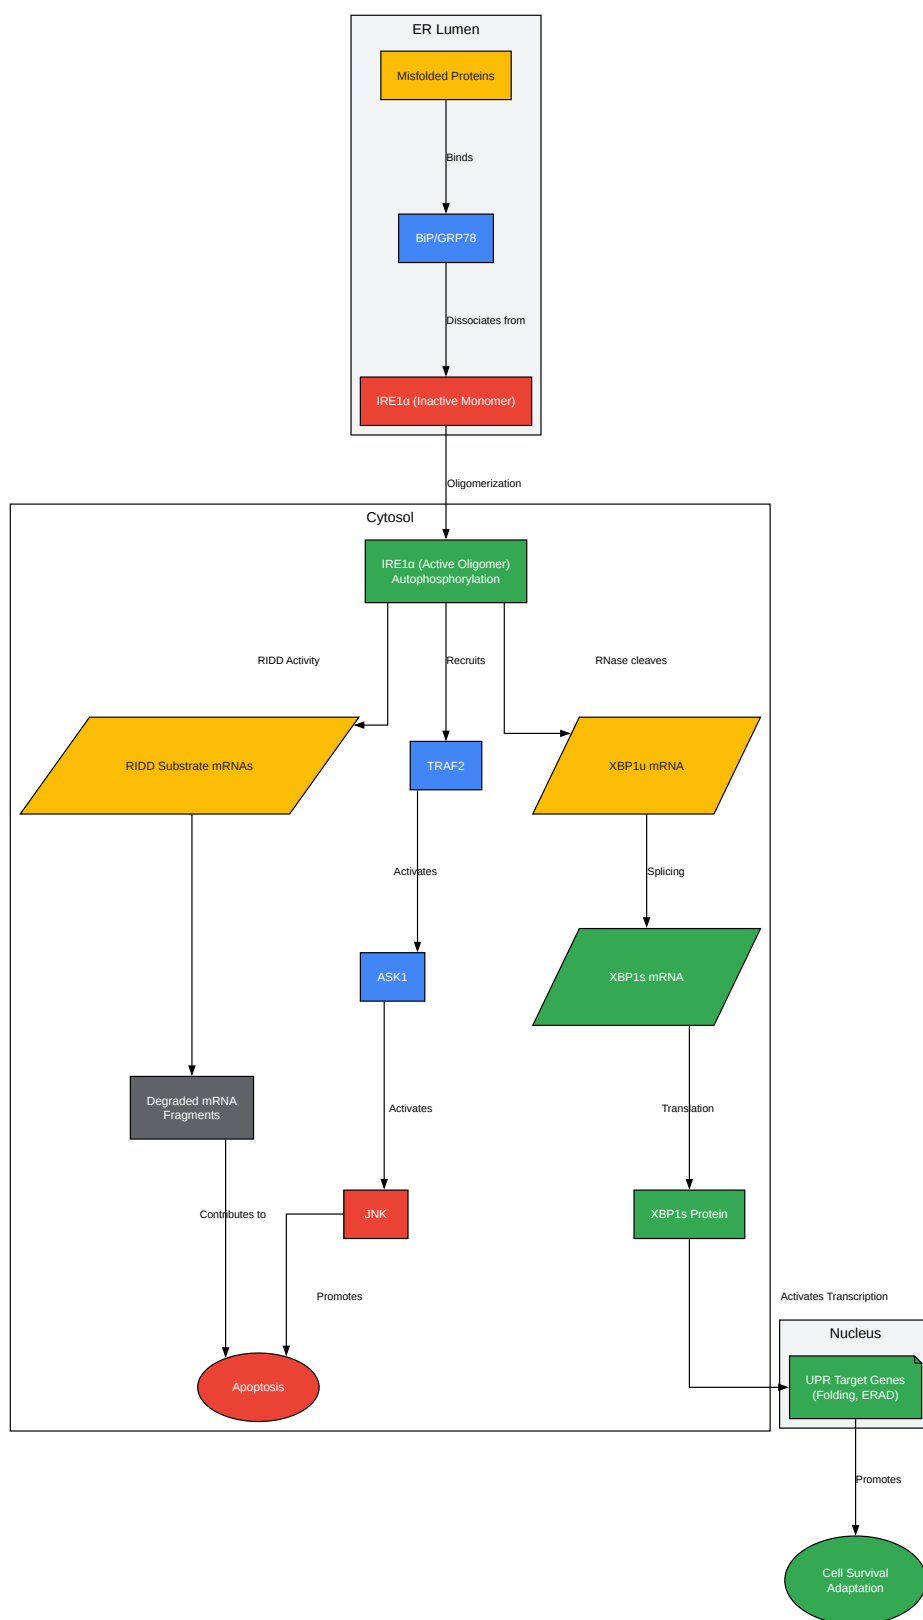 ER Lumen
Misfolded Proteins
Binds
BiP/GRP78
Dissociates from
IRE1α (Inactive Monomer)
Oligomerization
Cytosol
IRE1α (Active Oligomer)
Autophosphorylation
RIDD Activity
Recruits
RNase cleaves
RIDD Substrate mRNAs
TRAF2
XBP1u mRNA
Activates
Splicing
ASK1
XBP1s mRNA
Degraded mRNA
Fragments
Activates
Translation
Contributes to
JNK
XBP1s Protein
Promotes
Activates Transcription
Nucleus
UPR Target Genes
(Folding, ERAD)
Apoptosis
Promotes
Cell Survival
Adaptation